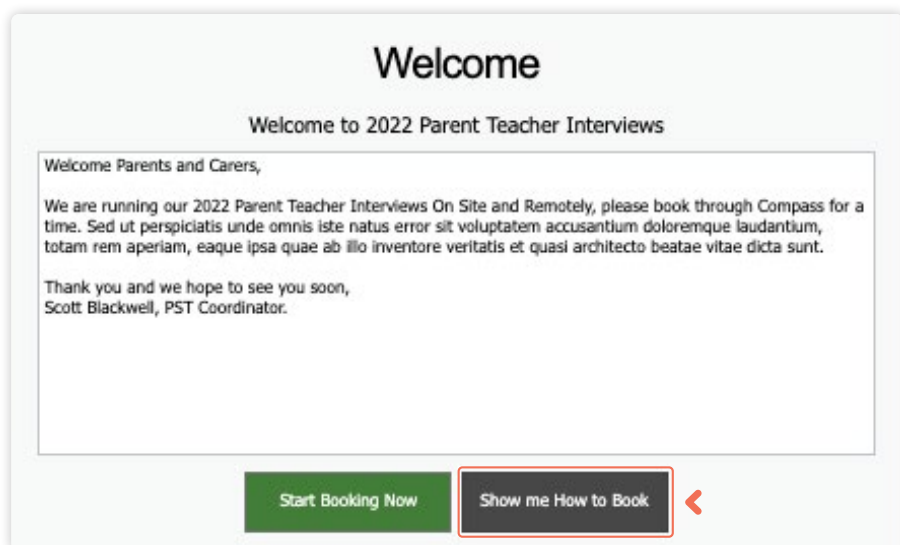 Welcome
Welcome to 2022 Parent Teacher Interviews
Welcome Parents and Carers,
We are running our 2022 Parent Teacher Interviews On Site and Remotely, please book through Compass for a
time. Sed ut perspiciatis unde omnis iste natus error sit voluptatem accusantium doloremque laudantium,
totam rem aperiam, eaque ipsa quae ab illo inventore veritatis et quasi architecto beatae vitae dicta sunt.
Thank you and we hope to see you soon,
Scott Blackwell, PST Coordinator.
Start Booking Now
Show me How to Book